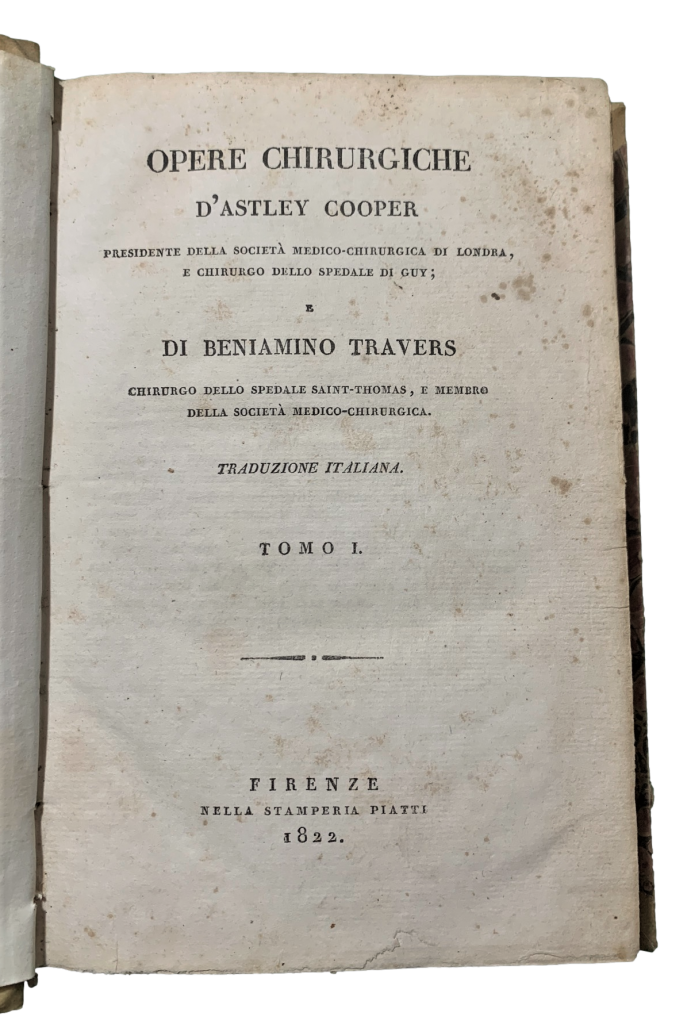 OPERE CHIRURGICHE
D'ASTLEY COOPER
PRESIDENTE DELLA SOCIETÀ MEDICO-CHIRURGICA DI LONDRA,
E CHIRURGO DELLO SPEDALE DI GUY;
E
DI BENIAMINO TRAVERS
CHIRURGO DELLO SPEDALE SAINT-THOMAS, E MEMBRO
DELLA SOCIETÀ MEDICO-CHIRURGICA.
TRADUZIONE ITALIANA.
TOMO I.
FIRENZE
NELLA STAMPERIA PIATTI
1822.